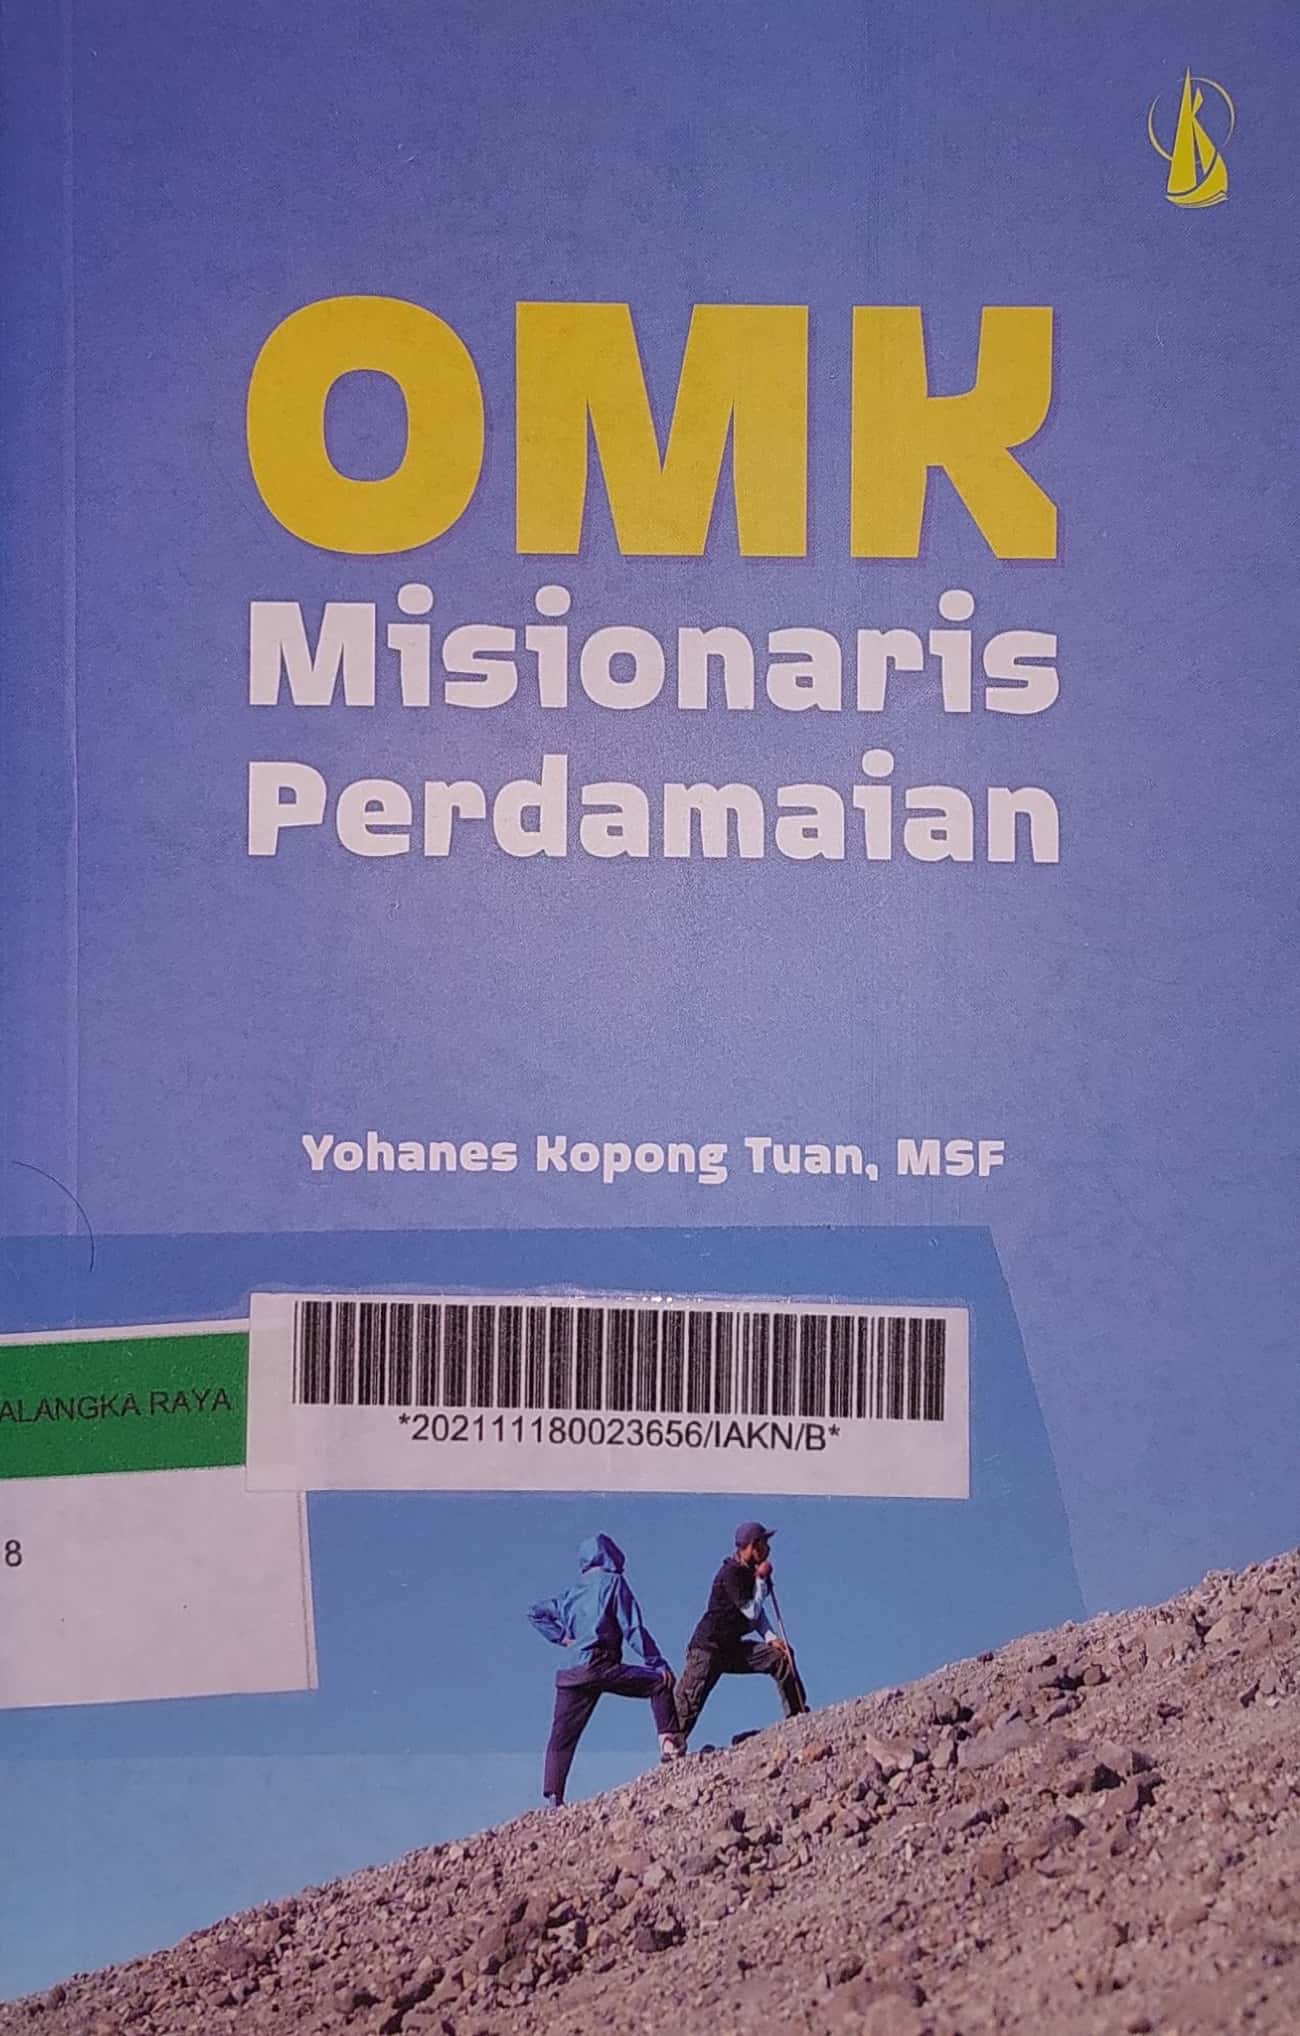 OMK
Misionaris
Perdamaian
Yohanes Kopong Tuan, MSF
ALANGKA RAYA
*202111180023656/IAKN/B*
8